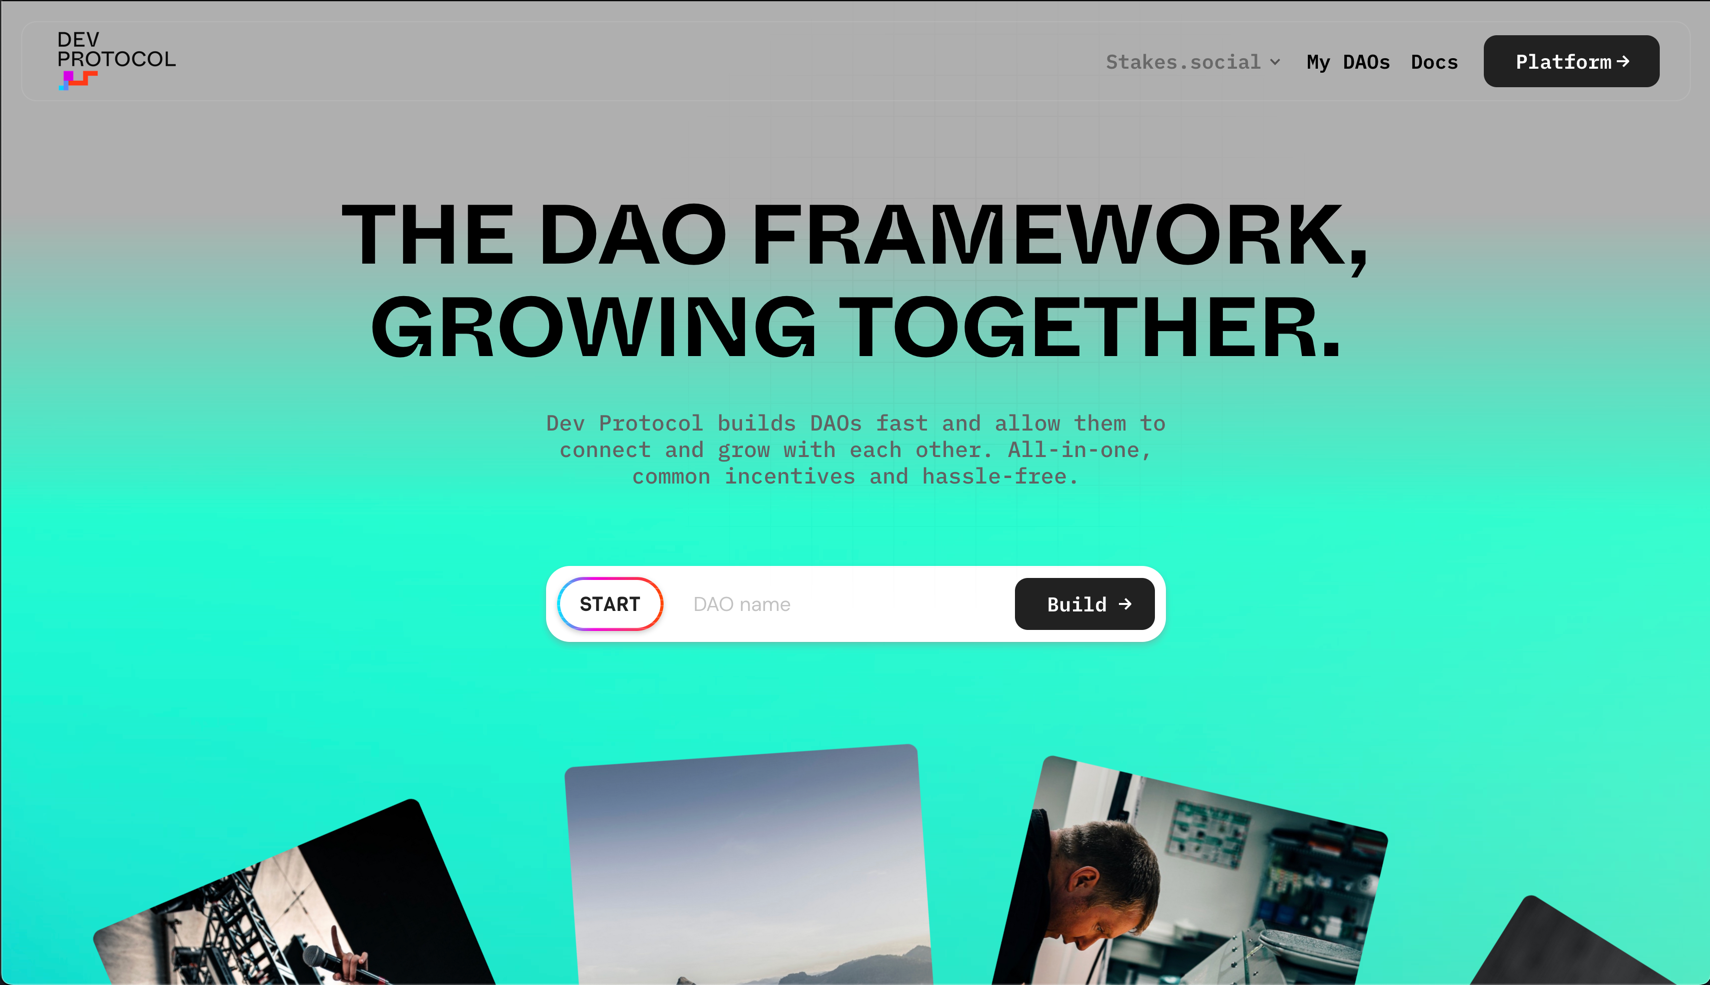 DEV
PROTOCOL
Stakes.social My DAOs Docs Platform →
THE DAO FRAMEWORK,
GROWING TOGETHER.
Dev Protocol builds DAOs fast and allow them to
connect and grow with each other. All-in-one,
common incentives and hassle-free.
START DAO name Build →